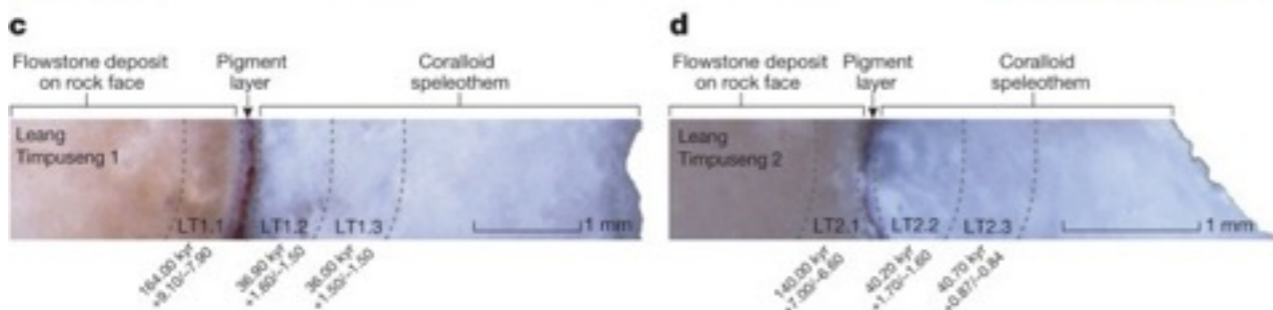 c
Flowstone deposit
on rock face
Pigment
layer
Coralloid
speleothem
Leang
Timpuseng 1
LT1.1
LT1.2
LT1.3
1 mm
164.00 kyr
+9.10/−7.90
36.90 kyr
+1.60/−1.50
36.00 kyr
+1.50/−1.50
d
Flowstone deposit
on rock face
Pigment
layer
Coralloid
speleothem
Leang
Timpuseng 2
LT2.1
LT2.2
LT2.3
1 mm
140.00 kyr
+7.00/−6.60
40.20 kyr
+1.70/−1.60
40.70 kyr
+0.87/−0.84